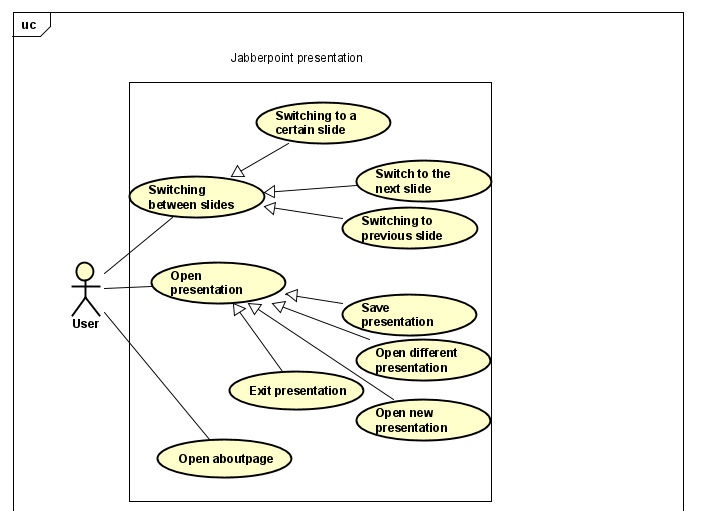 uc
Jabberpoint presentation
Switching to a
certain slide
Switch to the
next slide
Switching
between slides
Switching to
previous slide
Open
presentation
User
Save
presentation
Open different
presentation
Exit presentation
Open new
presentation
Open aboutpage